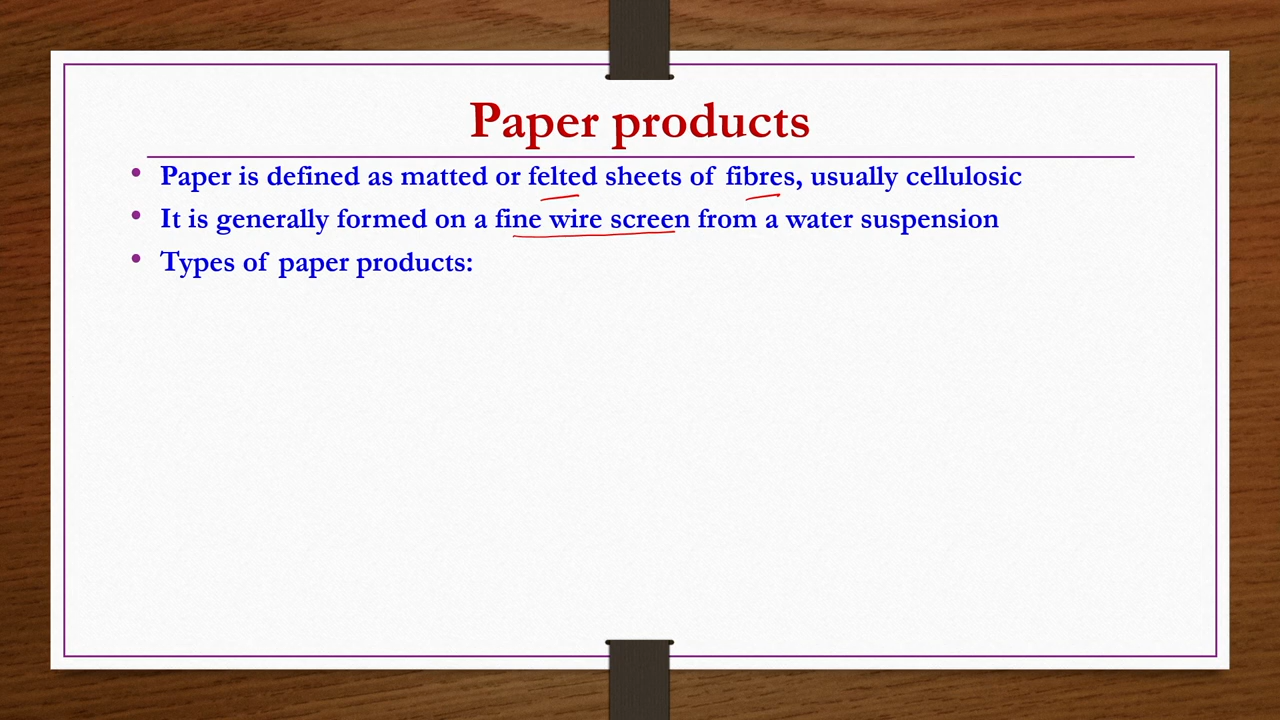 Paper products
• Paper is defined as matted or felted sheets of fibres, usually cellulosic
• It is generally formed on a fine wire screen from a water suspension
• Types of paper products: